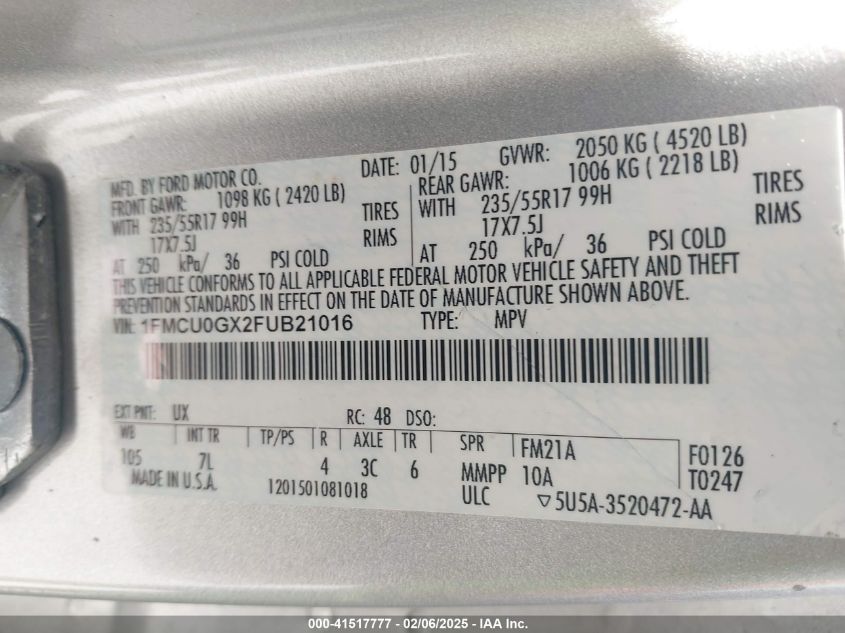 MFD. BY FORD MOTOR CO. DATE: 01/15 GVWR: 2050 KG ( 4520 LB)
FRONT GAWR: 1098 KG ( 2420 LB) REAR GAWR: 1006 KG ( 2218 LB)
WITH 235/55R17 99H TIRES WITH 235/55R17 99H TIRES
17X7.5J RIMS 17X7.5J RIMS
AT 250 kPa/ 36 PSI COLD AT 250 kPa/ 36 PSI COLD
THIS VEHICLE CONFORMS TO ALL APPLICABLE FEDERAL MOTOR VEHICLE SAFETY AND THEFT
PREVENTION STANDARDS IN EFFECT ON THE DATE OF MANUFACTURE SHOWN ABOVE.
VIN: 1FMCU0GX2FUB21016 TYPE: MPV
EXT PNT: UX RC: 48 DSO:
WB INT TR TP/PS R AXLE TR SPR FM21A F0126
105 7L 4 3C 6 MMPP 10A T0247
MADE IN U.S.A. 1201501081018 ULC ▽5U5A-3520472-AA
000-41517777 - 02/06/2025 - IAA Inc.